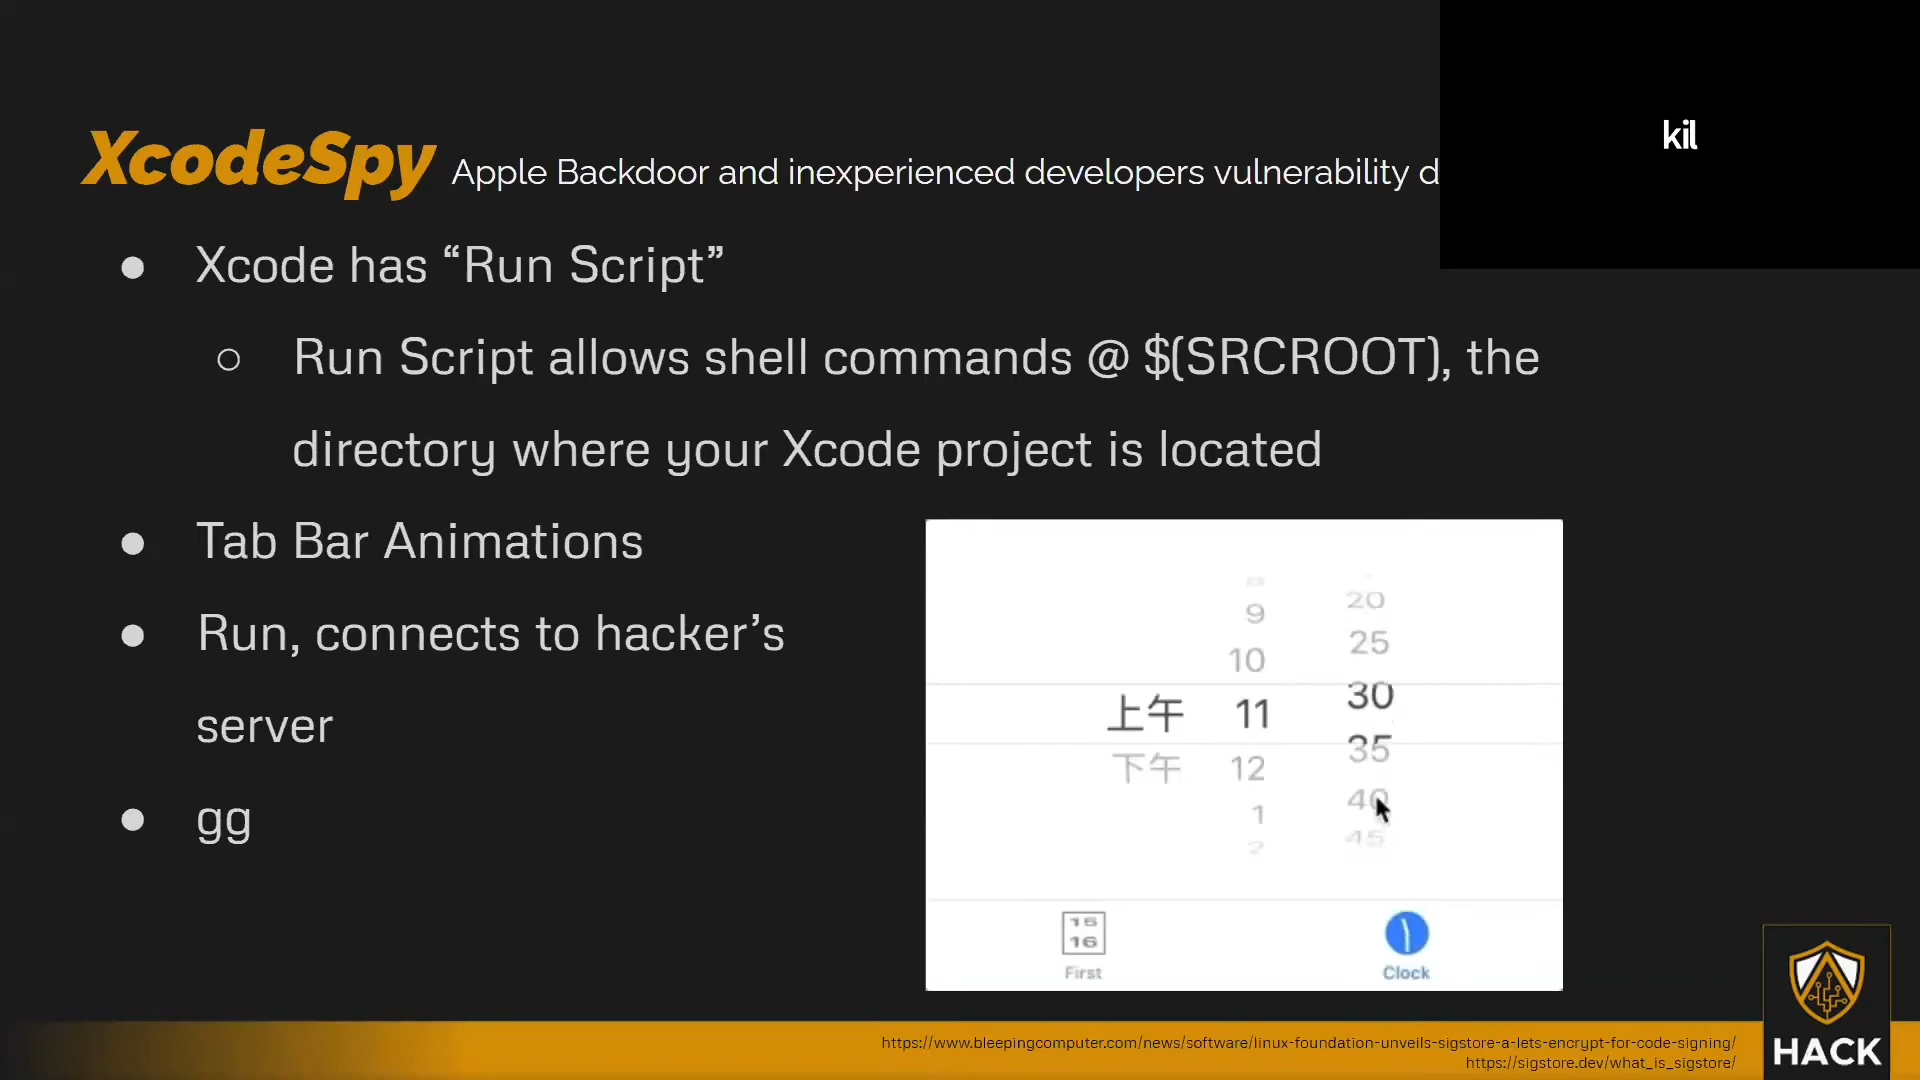 kil
XcodeSpy Apple Backdoor and inexperienced developers vulnerability d
Xcode has “Run Script”
Run Script allows shell commands @ $(SRCROOT), the
directory where your Xcode project is located
Tab Bar Animations
Run, connects to hacker’s
server
gg
8 20
9 25
10 30
上午 11 35
下午 12 40
1 45
2
15
16
First
Clock
https://www.bleepingcomputer.com/news/software/linux-foundation-unveils-sigstore-a-lets-encrypt-for-code-signing/
https://sigstore.dev/what_is_sigstore/
HACK